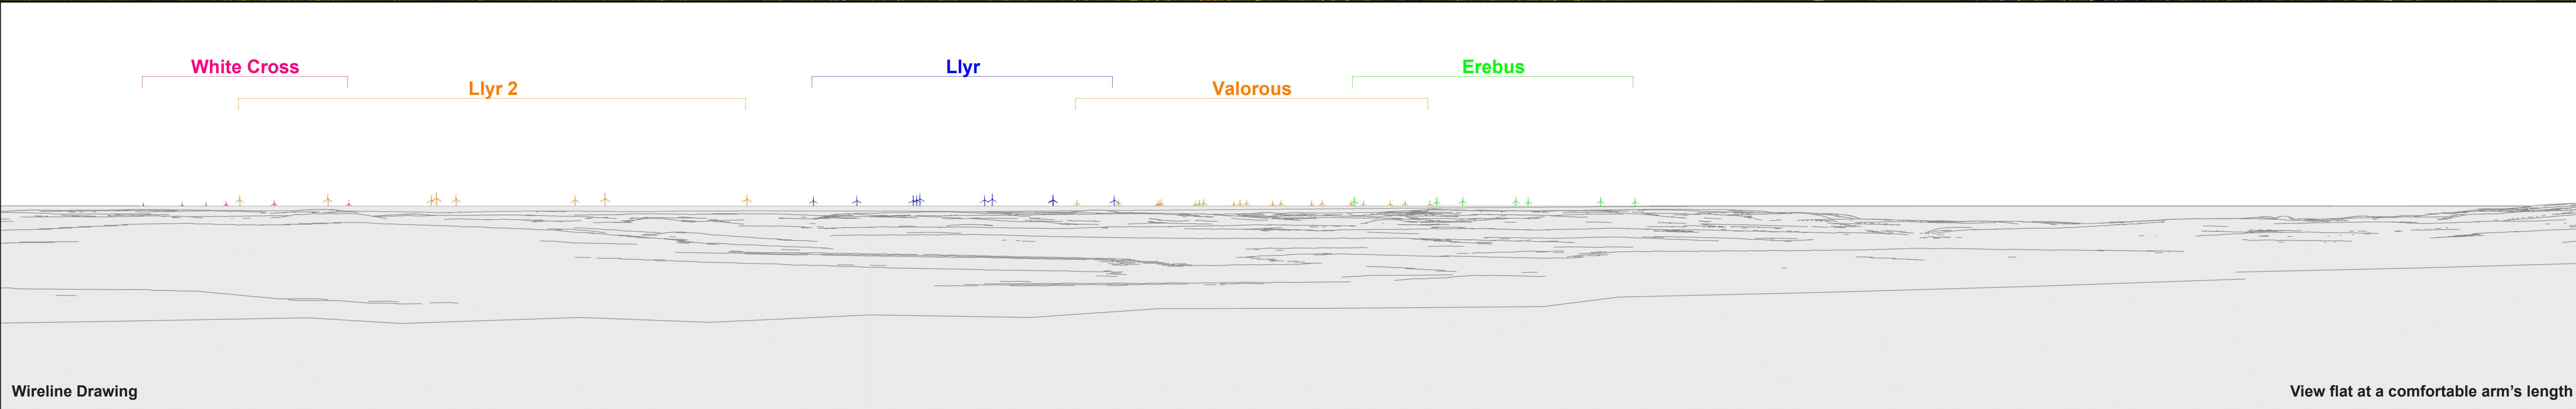 White Cross
Llyr
Erebus
Llyr 2
Valorous
Wireline Drawing
View flat at a comfortable arm's length